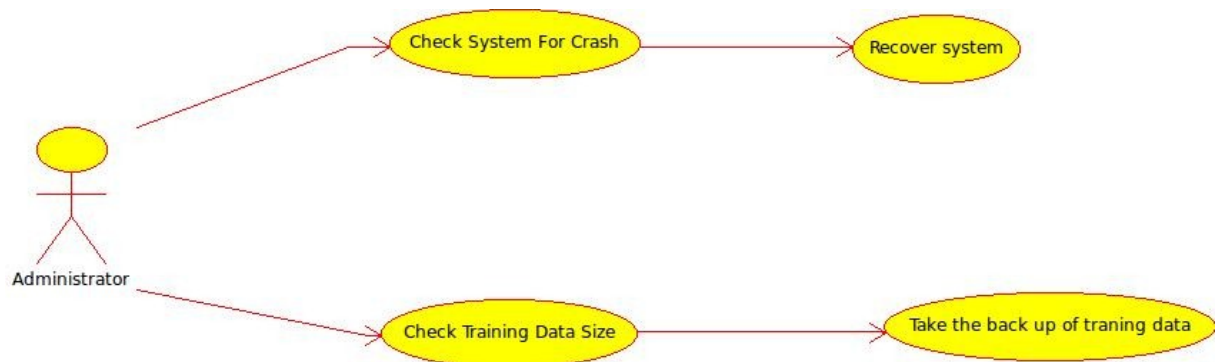 Check System For Crash
Recover system
Administrator
Check Training Data Size
Take the back up of traning data